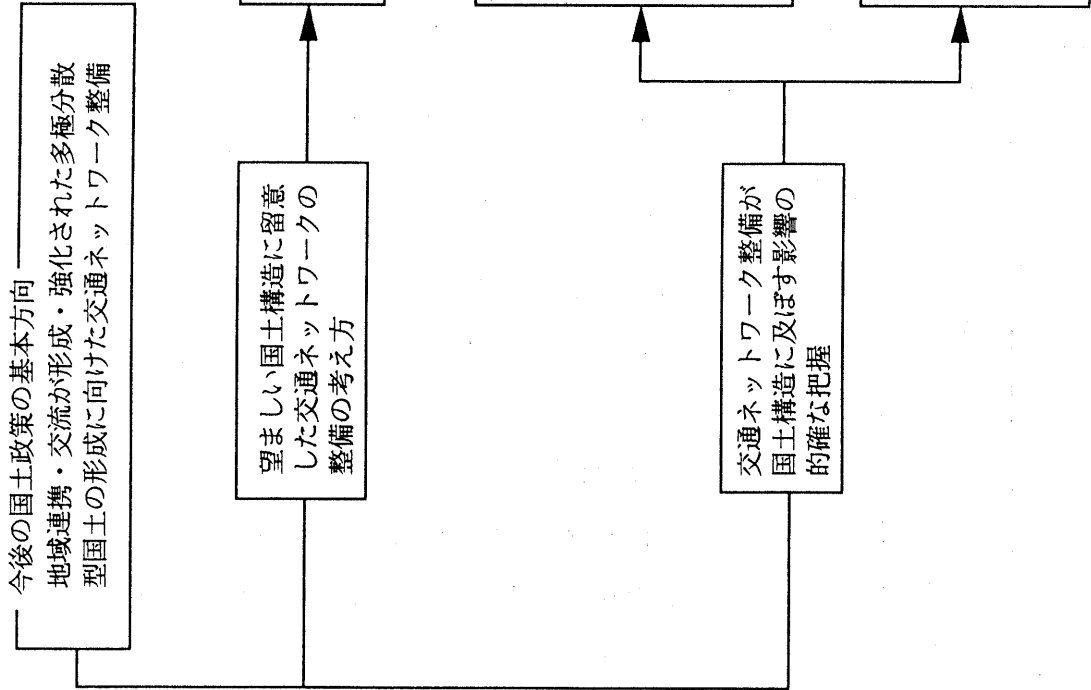 今後の国土政策の基本方向
地域連携・交流が形成・強化された多極分散
型国土の形成に向けた交通ネットワーク整備
望ましい国土構造に留意
した交通ネットワークの
整備の考え方
交通ネットワーク整備が
国土構造に及ぼす影響の
的確な把握